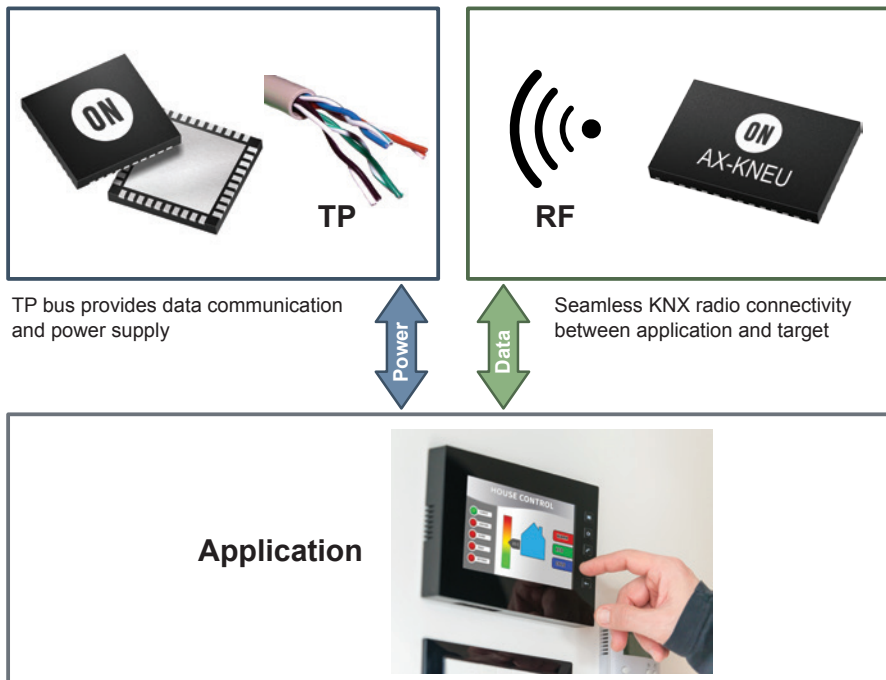 ON
TP
RF
ON
AX-KNEU
TP bus provides data communication
and power supply
Power
Data
Seamless KNX radio connectivity
between application and target
Application
HOUSE CONTROL